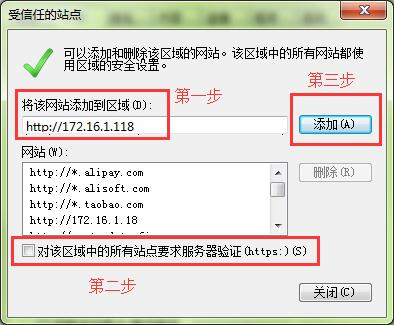 受信任的站点
可以添加和删除该区域的网站。该区域中的所有网站都使用区域的安全设置。
第一步
第三步
将该网站添加到区域(D):
http://172.16.1.118
添加(A)
网站(W):
http://*.alipay.com
http://*.alisoft.com
http://*.taobao.com
http://172.16.1.18
删除(R)
对该区域中的所有站点要求服务器验证(https:)(S)
第二步
关闭(C)